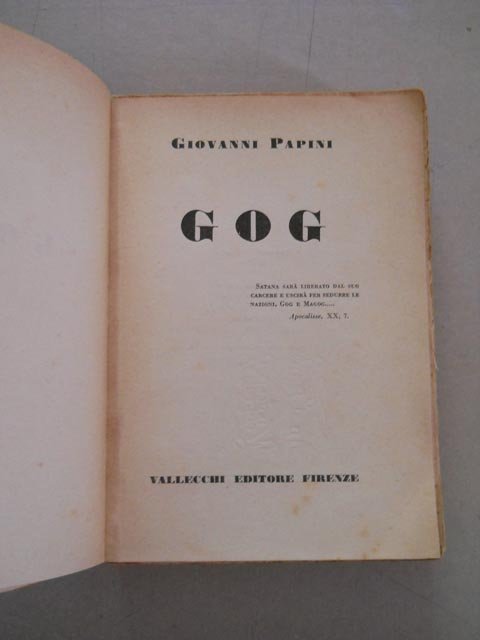 GIOVANNI PAPINI
GOG
SATANA SARÀ LIBERATO DAL SUO
CARCERE E USCIRÀ PER SEDURRE LE
NAZIONI, GOG E MAGOG.....
Apocalisse, XX, 7.
VALLECCHI EDITORE FIRENZE